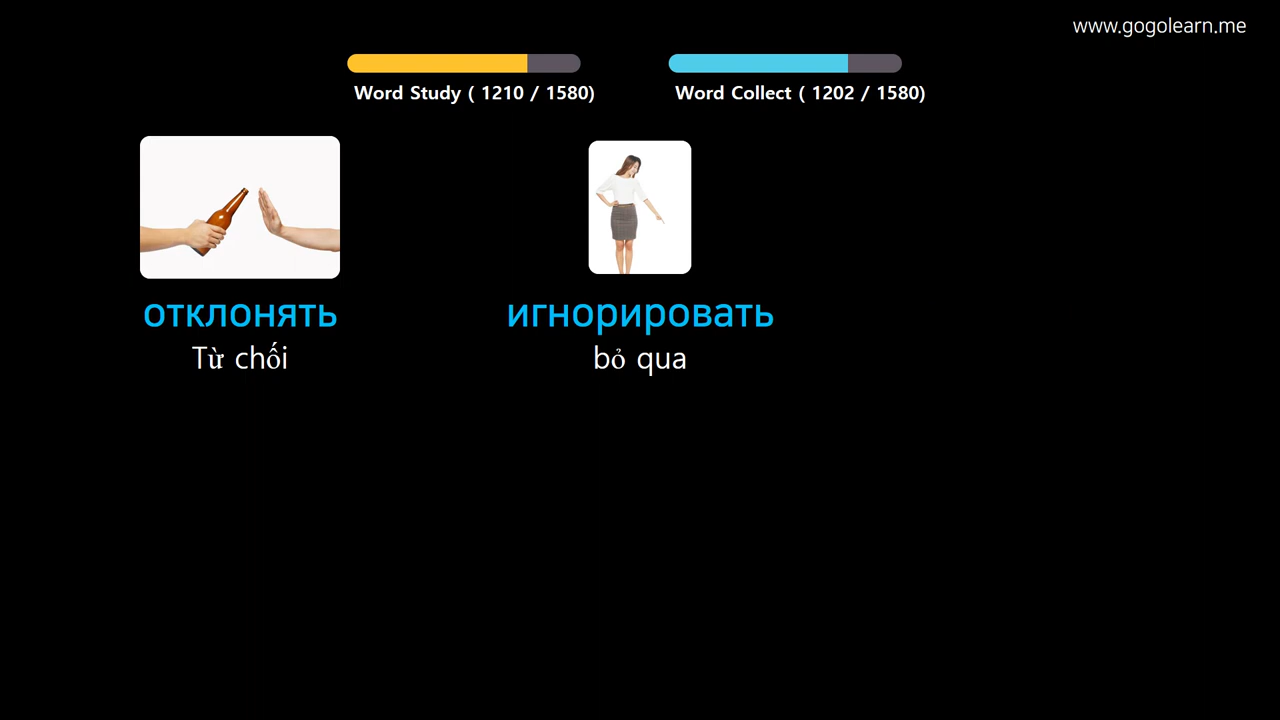 www.gogolearn.me
Word Study ( 1210 / 1580)
Word Collect ( 1202 / 1580)
отклонять
Từ chối
игнорировать
bỏ qua